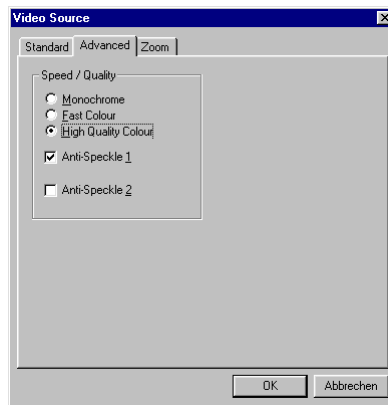 Video Source
Standard Advanced Zoom
Speed / Quality
Monochrome
Fast Colour
High Quality Colour
Anti-Speckle 1
Anti-Speckle 2
OK Abbrechen